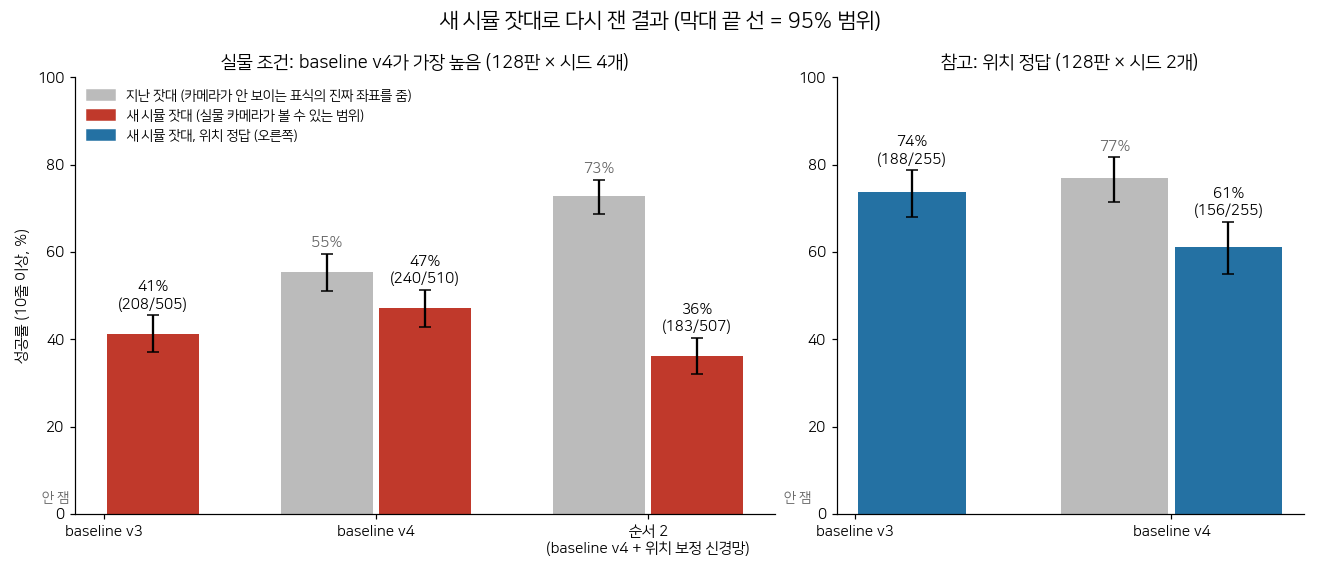 새 시뮬 잣대로 다시 잰 결과 (막대 끝 선 = 95% 범위)
실물 조건: baseline v4가 가장 높음 (128판 × 시드 4개)
지난 잣대 (카메라가 안 보이는 표식의 진짜 좌표를 줌)
새 시뮬 잣대 (실물 카메라가 볼 수 있는 범위)
새 시뮬 잣대, 위치 정답 (오른쪽)
성공률 (10줄 이상, %)
100
80
60
40
20
0
안 잼
41%
(208/505)
55%
47%
(240/510)
73%
36%
(183/507)
baseline v3
baseline v4
순서 2
(baseline v4 + 위치 보정 신경망)
참고: 위치 정답 (128판 × 시드 2개)
100
80
60
40
20
0
안 잼
74%
(188/255)
77%
61%
(156/255)
baseline v3
baseline v4